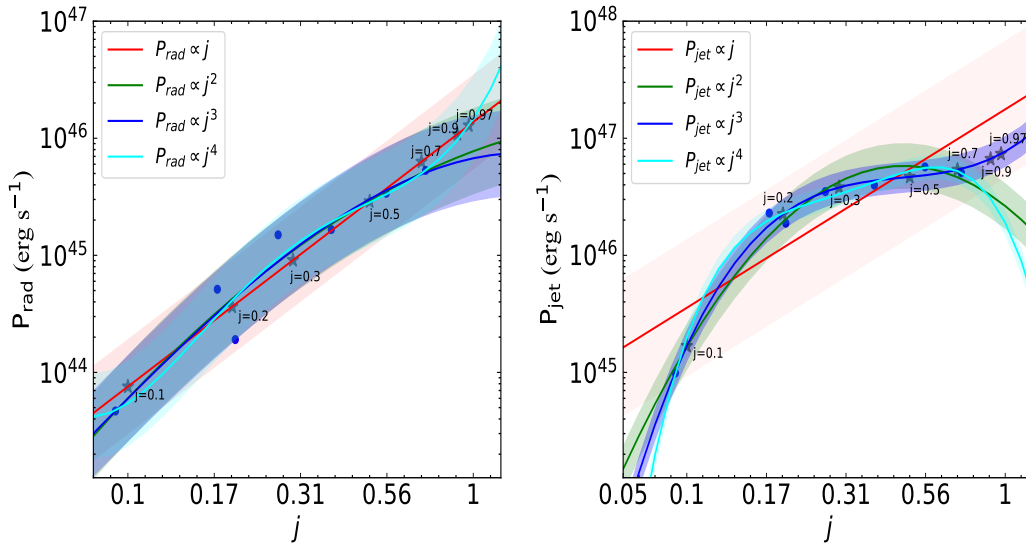 10^47
10^46
10^45
10^44
P_rad (erg s^−1)
P_rad ∝ j
P_rad ∝ j^2
P_rad ∝ j^3
P_rad ∝ j^4
j=0.97
j=0.9
j=0.7
j=0.5
j=0.3
j=0.2
j=0.1
0.1 0.17 0.31 0.56 1
j
10^48
10^47
10^46
10^45
P_jet (erg s^−1)
P_jet ∝ j
P_jet ∝ j^2
P_jet ∝ j^3
P_jet ∝ j^4
j=0.97
j=0.7
j=0.9
j=0.5
j=0.2
j=0.3
j=0.1
0.05 0.1 0.17 0.31 0.56 1
j